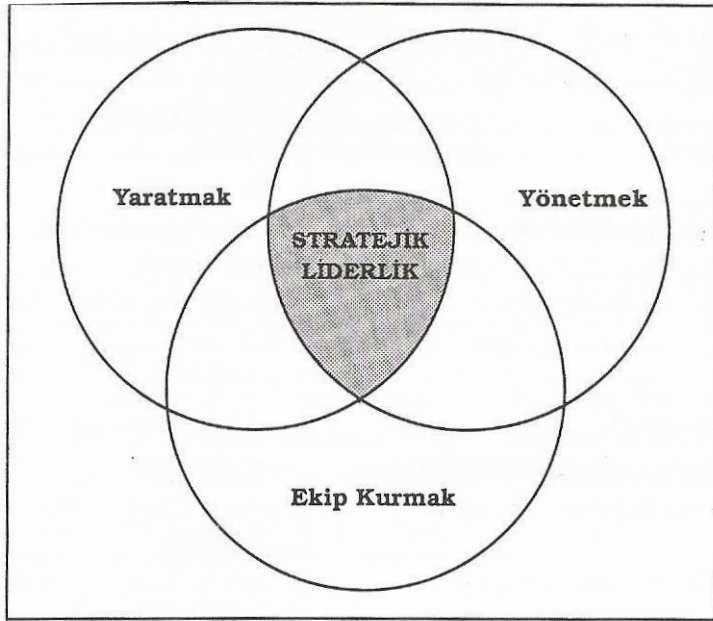 Yaratmak
Yönetmek
STRATEJİK
LİDERLİK
Ekip Kurmak